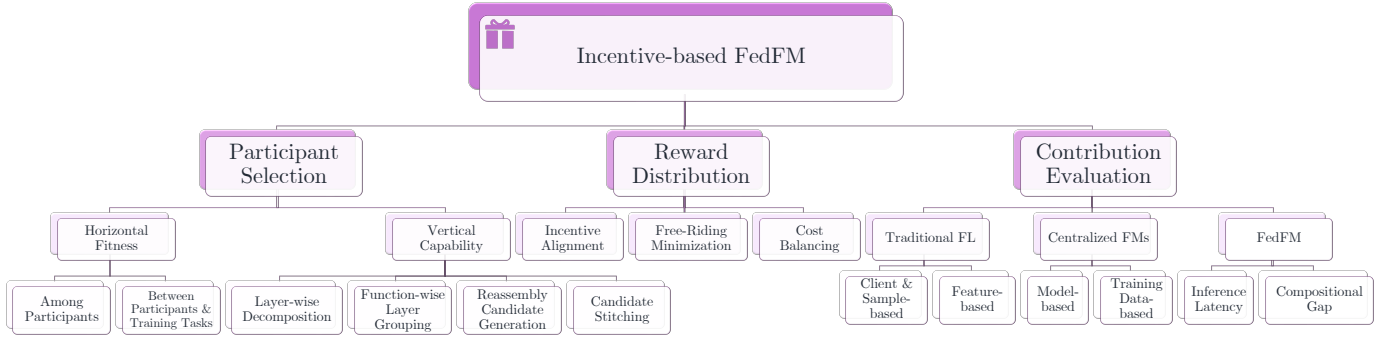 Incentive-based FedFM
Participant
Selection
Reward
Distribution
Contribution
Evaluation
Horizontal
Fitness
Vertical
Capability
Incentive
Alignment
Free-Riding
Minimization
Cost
Balancing
Traditional FL
Centralized FMs
FedFM
Among
Participants
Between
Participants &
Training Tasks
Layer-wise
Decomposition
Function-wise
Layer
Grouping
Reassembly
Candidate
Generation
Candidate
Stitching
Client &
Sample-
based
Feature-
based
Model-
based
Training
Data-
based
Inference
Latency
Compositional
Gap